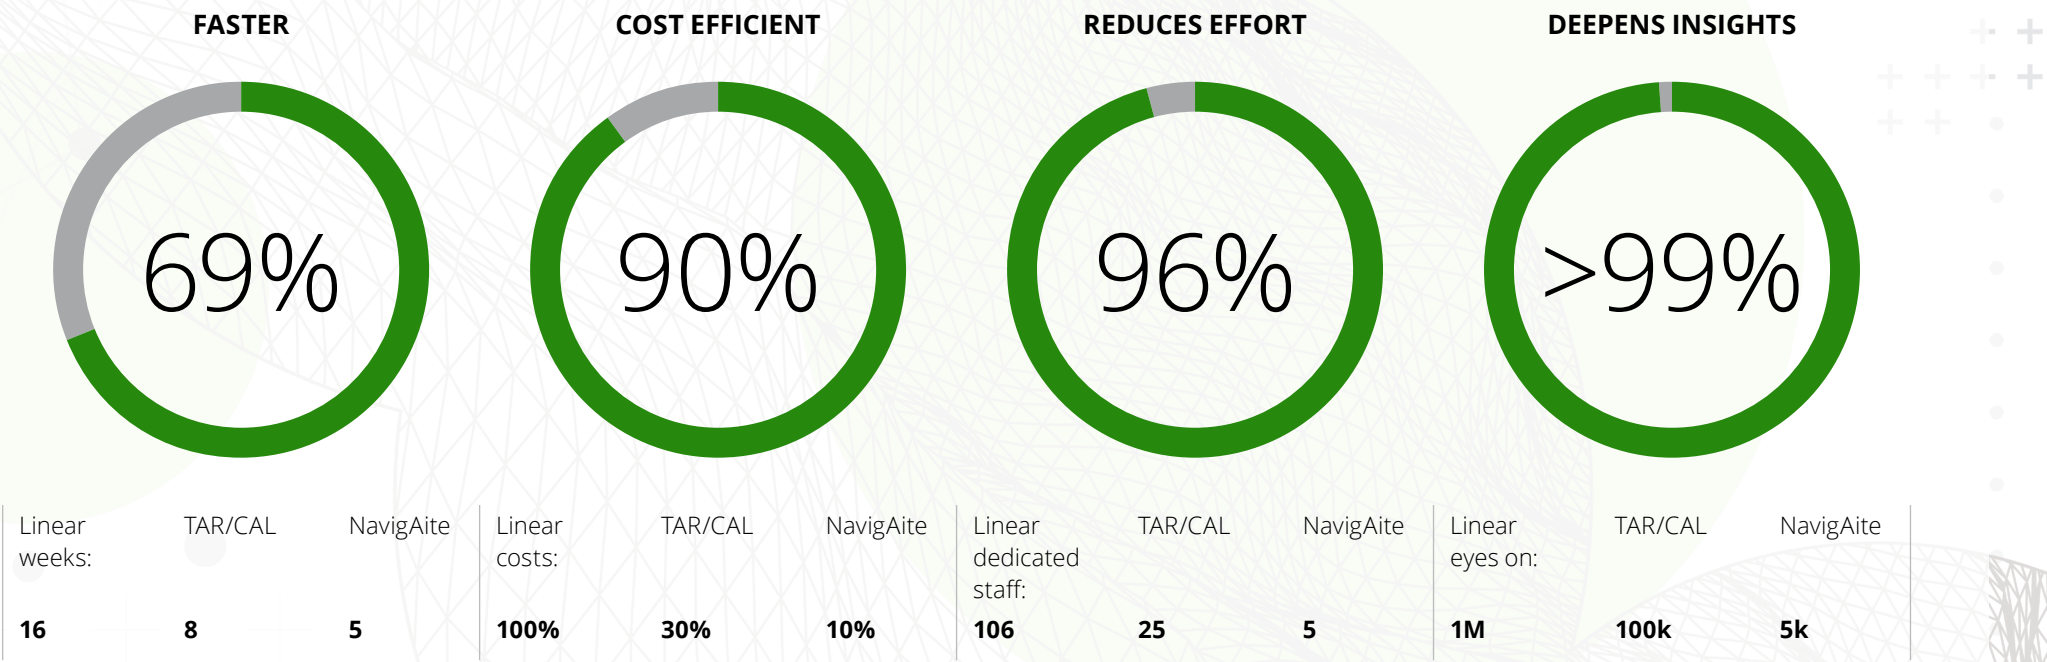 FASTER
COST EFFICIENT
REDUCES EFFORT
DEEPENS INSIGHTS
69%
90%
96%
>99%
Linear
weeks:
TAR/CAL
NavigAite
16
8
5
Linear
costs:
TAR/CAL
NavigAite
100%
30%
10%
Linear
dedicated
staff:
TAR/CAL
NavigAite
106
25
5
Linear
eyes on:
TAR/CAL
NavigAite
1M
100k
5k